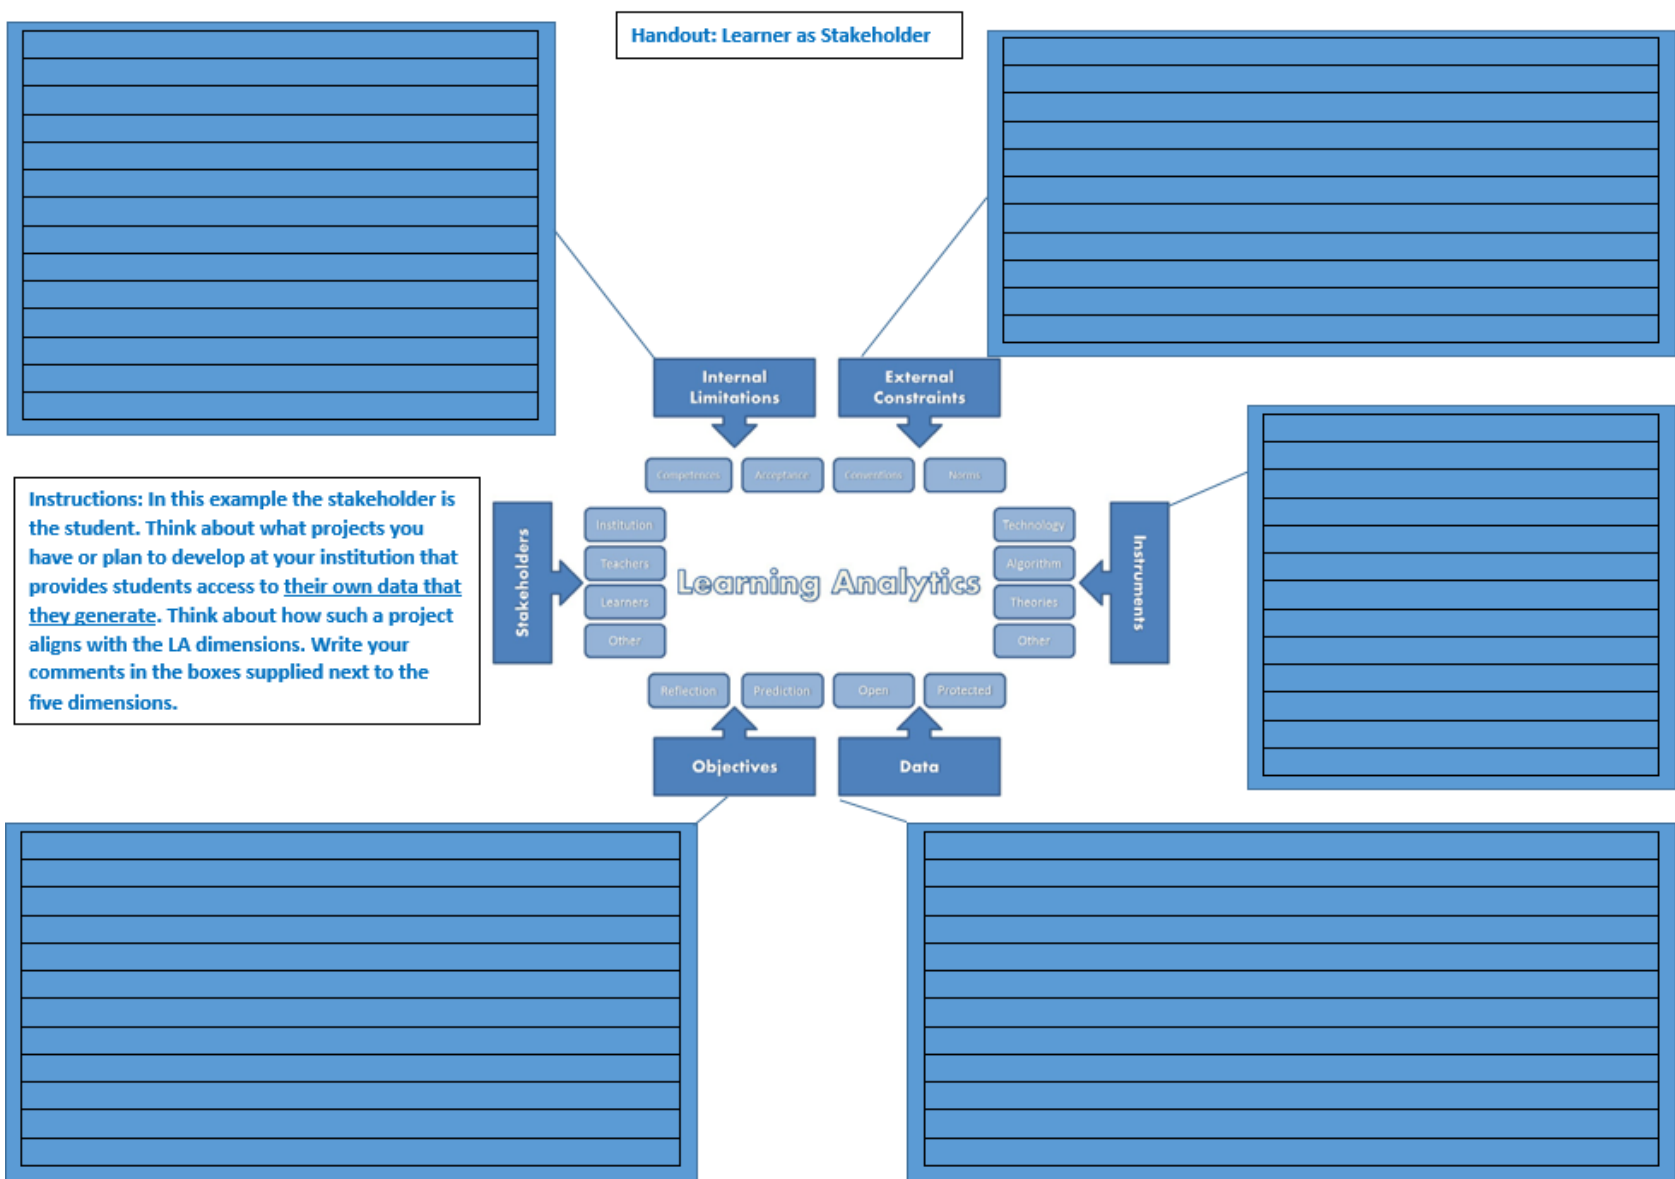 Handout: Learner as Stakeholder
Internal
Limitations
External
Constraints
Competences
Acceptance
Conventions
Norms
Instructions: In this example the stakeholder is
the student. Think about what projects you
have or plan to develop at your institution that
provides students access to their own data that
they generate. Think about how such a project
aligns with the LA dimensions. Write your
comments in the boxes supplied next to the
five dimensions.
Stakeholders
Institution
Teachers
Learners
Other
Learning Analytics
Technology
Algorithm
Theories
Other
Instruments
Reflection
Prediction
Open
Protected
Objectives
Data